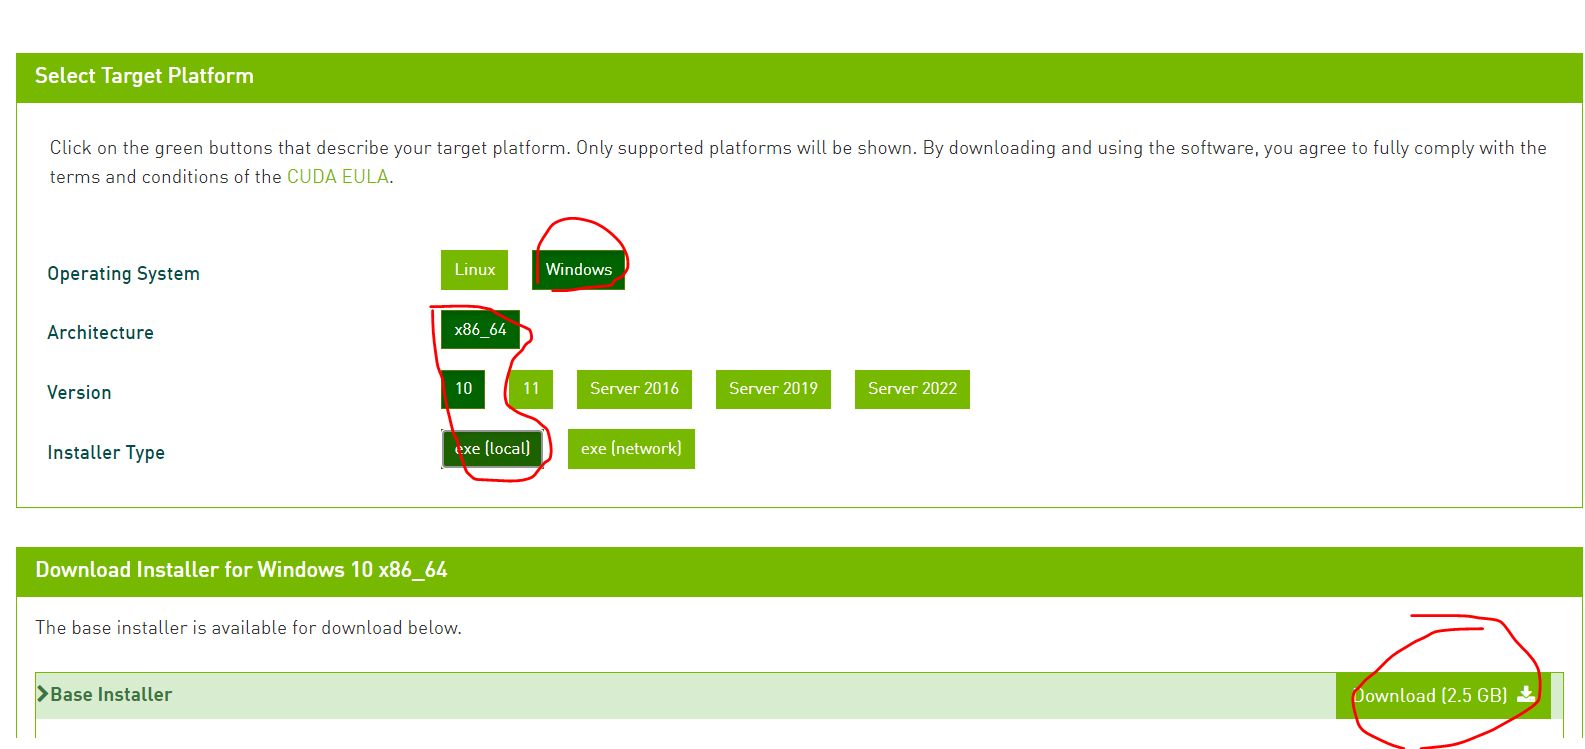 Select Target Platform
Click on the green buttons that describe your target platform. Only supported platforms will be shown. By downloading and using the software, you agree to fully comply with the
terms and conditions of the CUDA EULA.
Operating System Linux Windows
Architecture x86_64
Version 10 11 Server 2016 Server 2019 Server 2022
Installer Type exe (local) exe (network)
Download Installer for Windows 10 x86_64
The base installer is available for download below.
Base Installer Download (2.5 GB)